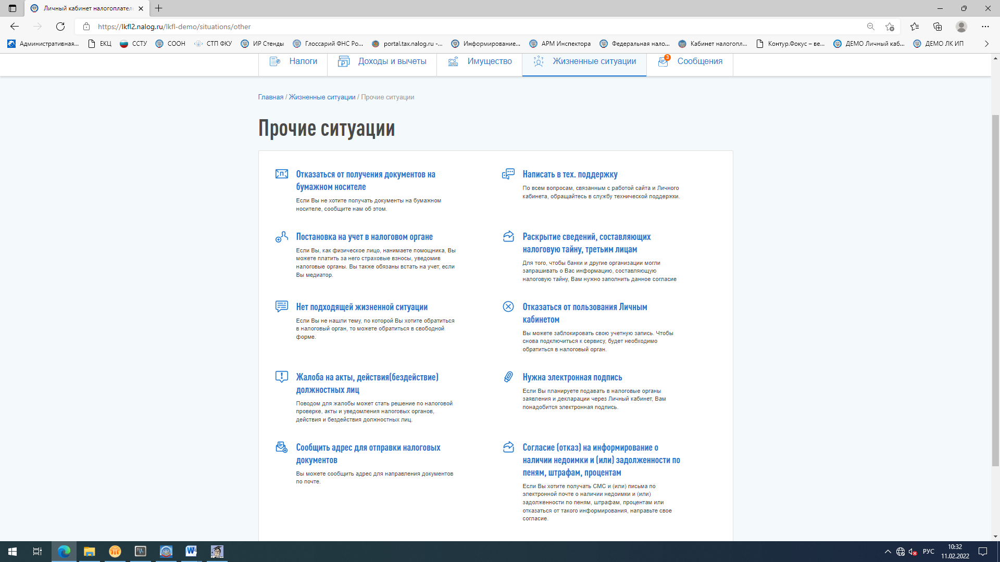 Личный кабинет налогоплатель
https://lkfl2.nalog.ru/lkfl-demo/situations/other
Административная...
ЕКЦ
ССТУ
СООН
СТП ФКУ
ИР Стенды
Глоссарий ФНС Ро...
portal.tax.nalog.ru -...
Информирование...
АРМ Инспектора
Федеральная нало...
Кабинет налогопл...
Контур.Фокус – ве...
ДЕМО Личный каб...
ДЕМО ЛК ИП
Налоги
Доходы и вычеты
Имущество
Жизненные ситуации
3
Сообщения
Главная / Жизненные ситуации / Прочие ситуации
Прочие ситуации
Отказаться от получения документов на
бумажном носителе
Если Вы не хотите получать документы на бумажном
носителе, сообщите нам об этом.
Написать в тех. поддержку
По всем вопросам, связанным с работой сайта и Личного
кабинета, обращайтесь в службу технической поддержки.
Постановка на учет в налоговом органе
Если Вы, как физическое лицо, нанимаете помощника, Вы
можете платить за него страховые взносы, уведомив
налоговые органы. Вы также обязаны встать на учет, если
Вы медиатор.
Раскрытие сведений, составляющих
налоговую тайну, третьим лицам
Для того, чтобы банки и другие организации могли
запрашивать о Вас информацию, составляющую
налоговую тайну, Вам нужно заполнить данное согласие
Нет подходящей жизненной ситуации
Если Вы не нашли тему, по которой Вы хотите обратиться
в налоговый орган, то можете обратиться в свободной
форме.
Отказаться от пользования Личным
кабинетом
Вы можете заблокировать свою учетную запись. Чтобы
снова подключиться к сервису, будет необходимо
обратиться в налоговый орган.
Жалоба на акты, действия(бездействие)
должностных лиц
Поводом для жалобы может стать решение по налоговой
проверке, акты и уведомления налоговых органов,
действия и бездействия должностных лиц.
Нужна электронная подпись
Если Вы планируете подавать в налоговые органы
заявления и декларации через Личный кабинет, Вам
понадобится электронная подпись.
Сообщить адрес для отправки налоговых
документов
Вы можете сообщить адрес для направления документов
по почте.
Согласие (отказ) на информирование о
наличии недоимки и (или) задолженности по
пеням, штрафам, процентам
Если Вы хотите получать СМС и (или) письма по
электронной почте о наличии недоимки и (или)
задолженности по пеням, штрафам, процентам или
отказаться от такого информирования, направьте свое
согласие.
РУС
10:32
11.02.2022